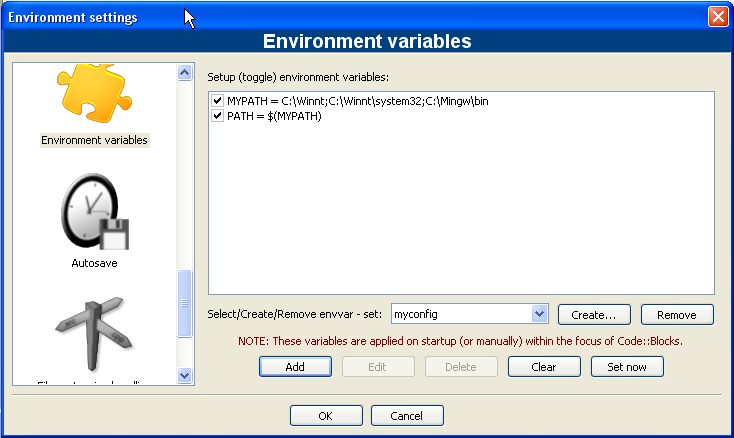 Environment settings
Environment variables
Environment variables
Autosave
Setup (toggle) environment variables:
MYPATH = C:\Winnt;C:\Winnt\system32;C:\Mingw\bin
PATH = $(MYPATH)
Select/Create/Remove envvar - set:
myconfig
Create...
Remove
NOTE: These variables are applied on startup (or manually) within the focus of Code::Blocks.
Add
Edit
Delete
Clear
Set now
OK
Cancel